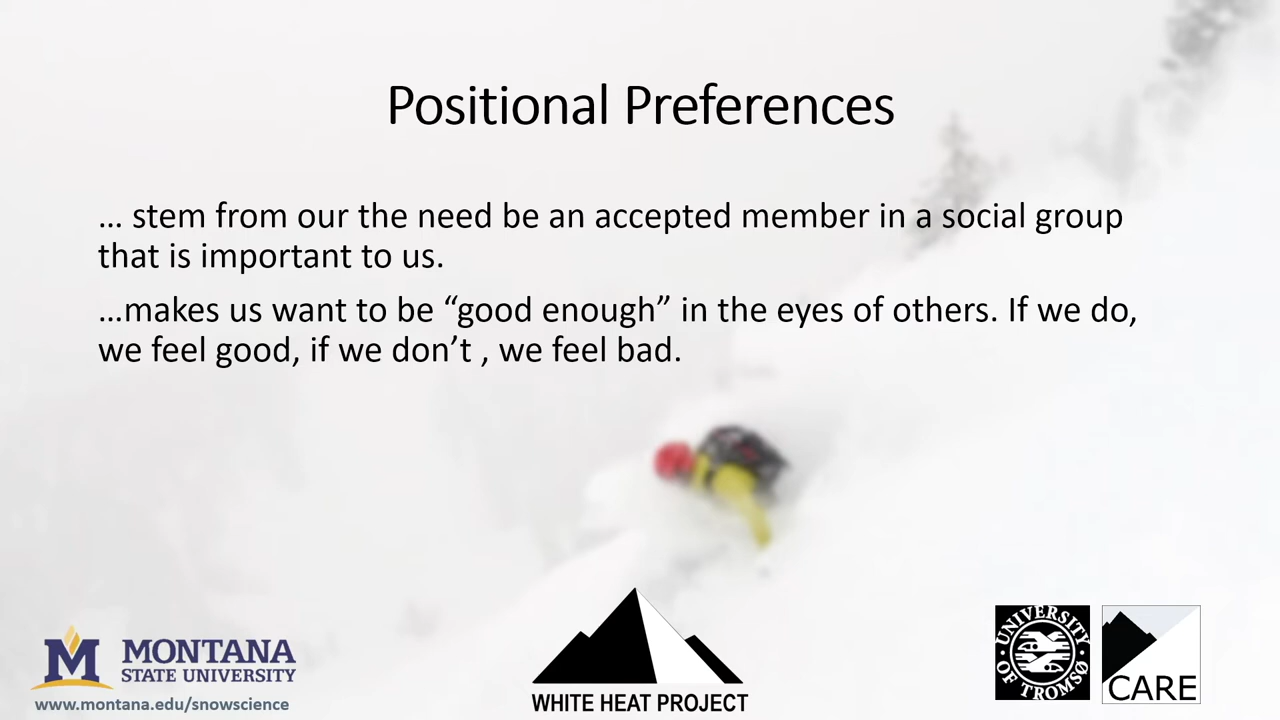 Positional Preferences
… stem from our the need be an accepted member in a social group
that is important to us.
…makes us want to be “good enough” in the eyes of others. If we do,
we feel good, if we don’t , we feel bad.
M MONTANA
STATE UNIVERSITY
www.montana.edu/snowscience
WHITE HEAT PROJECT
UNIVERSITY
OF TROMSØ
CARE